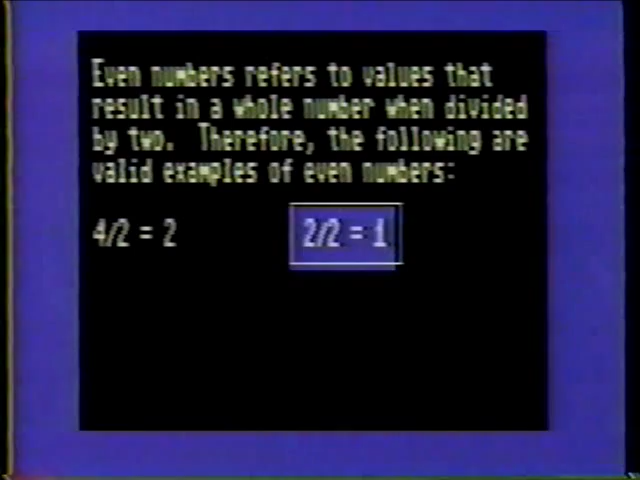 Even numbers refers to values that
result in a whole number when divided
by two.  Therefore, the following are
valid examples of even numbers:
4/2 = 2
2/2 = 1